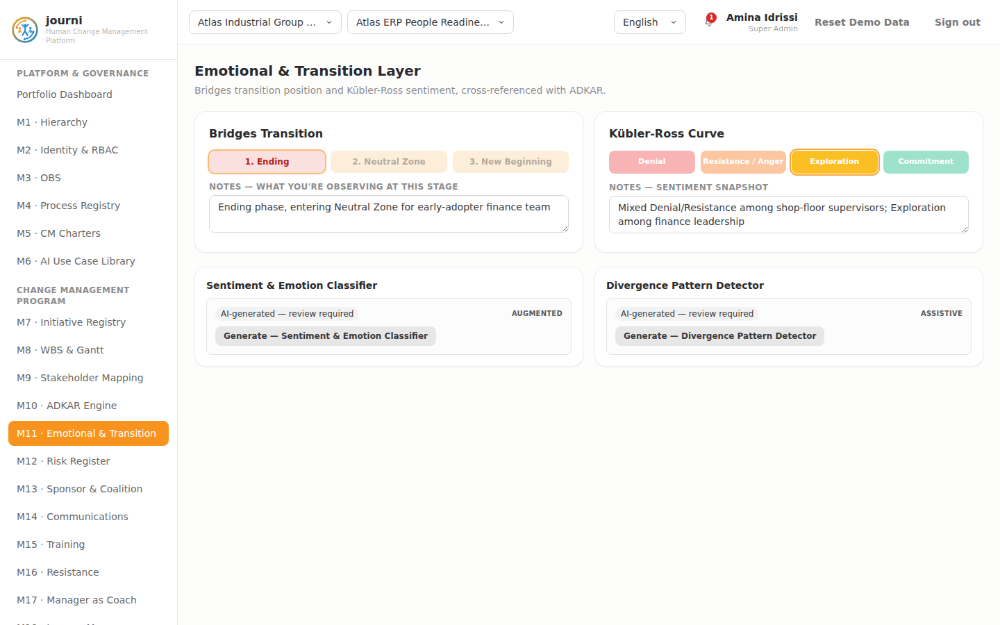 journi
Human Change Management
Platform
Atlas Industrial Group ...
Atlas ERP People Readine...
English
1
Amina Idrissi
Super Admin
Reset Demo Data
Sign out
PLATFORM & GOVERNANCE
Portfolio Dashboard
M1 · Hierarchy
M2 · Identity & RBAC
M3 · OBS
M4 · Process Registry
M5 · CM Charters
M6 · AI Use Case Library
CHANGE MANAGEMENT
PROGRAM
M7 · Initiative Registry
M8 · WBS & Gantt
M9 · Stakeholder Mapping
M10 · ADKAR Engine
M11 · Emotional & Transition
M12 · Risk Register
M13 · Sponsor & Coalition
M14 · Communications
M15 · Training
M16 · Resistance
M17 · Manager as Coach
Emotional & Transition Layer
Bridges transition position and Kübler-Ross sentiment, cross-referenced with ADKAR.
Bridges Transition
1. Ending
2. Neutral Zone
3. New Beginning
NOTES — WHAT YOU'RE OBSERVING AT THIS STAGE
Ending phase, entering Neutral Zone for early-adopter finance team
Kübler-Ross Curve
Denial
Resistance / Anger
Exploration
Commitment
NOTES — SENTIMENT SNAPSHOT
Mixed Denial/Resistance among shop-floor supervisors; Exploration
among finance leadership
Sentiment & Emotion Classifier
AI-generated — review required
AUGMENTED
Generate — Sentiment & Emotion Classifier
Divergence Pattern Detector
AI-generated — review required
ASSISTIVE
Generate — Divergence Pattern Detector